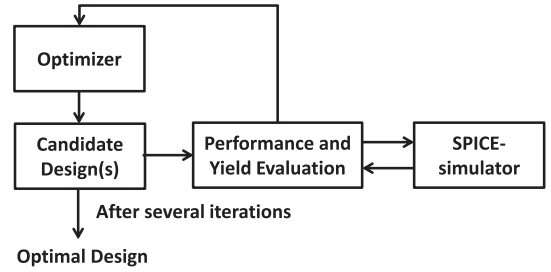 Optimizer
Candidate
Design(s)
Performance and
Yield Evaluation
SPICE-
simulator
After several iterations
Optimal Design